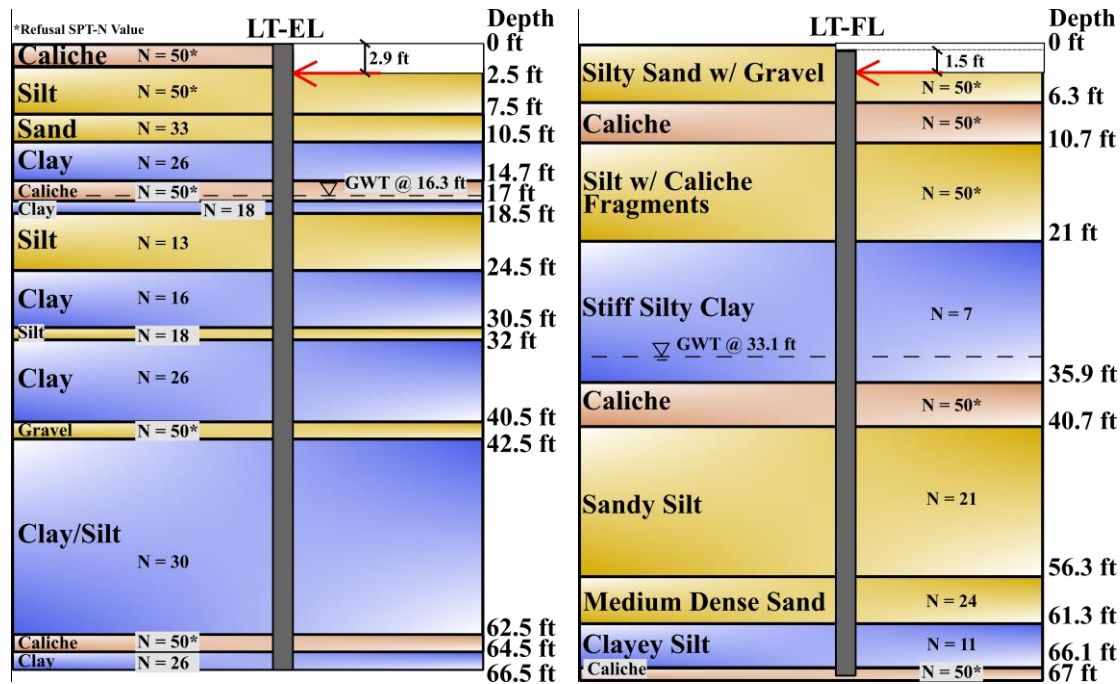 *Refusal SPT-N Value
LT-EL
Depth
0 ft
Caliche N = 50*
2.9 ft
2.5 ft
Silt N = 50*
7.5 ft
Sand N = 33
10.5 ft
Clay N = 26
14.7 ft
Caliche N = 50* GWT @ 16.3 ft
17 ft
Clay N = 18
18.5 ft
Silt N = 13
24.5 ft
Clay N = 16
30.5 ft
Silt N = 18
32 ft
Clay N = 26
40.5 ft
Gravel N = 50*
42.5 ft
Clay/Silt
N = 30
62.5 ft
Caliche N = 50*
64.5 ft
Clay N = 26
66.5 ft
LT-FL
Depth
0 ft
1.5 ft
Silty Sand w/ Gravel
N = 50*
6.3 ft
Caliche N = 50*
10.7 ft
Silt w/ Caliche
Fragments
N = 50*
21 ft
Stiff Silty Clay N = 7
GWT @ 33.1 ft
35.9 ft
Caliche N = 50*
40.7 ft
Sandy Silt N = 21
56.3 ft
Medium Dense Sand N = 24
61.3 ft
Clayey Silt N = 11
66.1 ft
Caliche N = 50*
67 ft